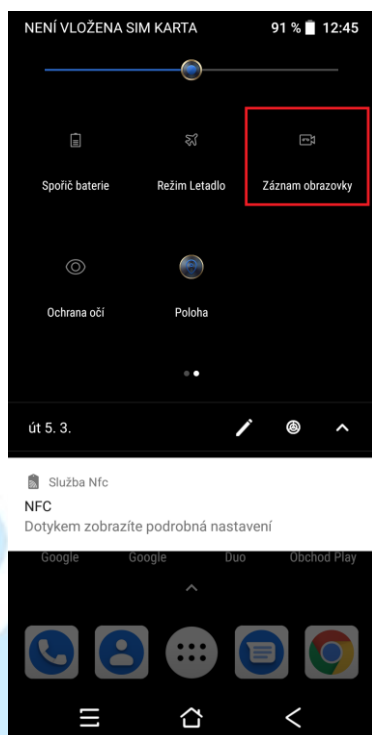 NENÍ VLOŽENA SIM KARTA 91 % 12:45
Spořič baterie Režim Letadlo Záznam obrazovky
Ochrana očí Poloha
út 5. 3.
Služba Nfc
NFC
Dotykem zobrazíte podrobná nastavení
Google Google Duo Obchod Play